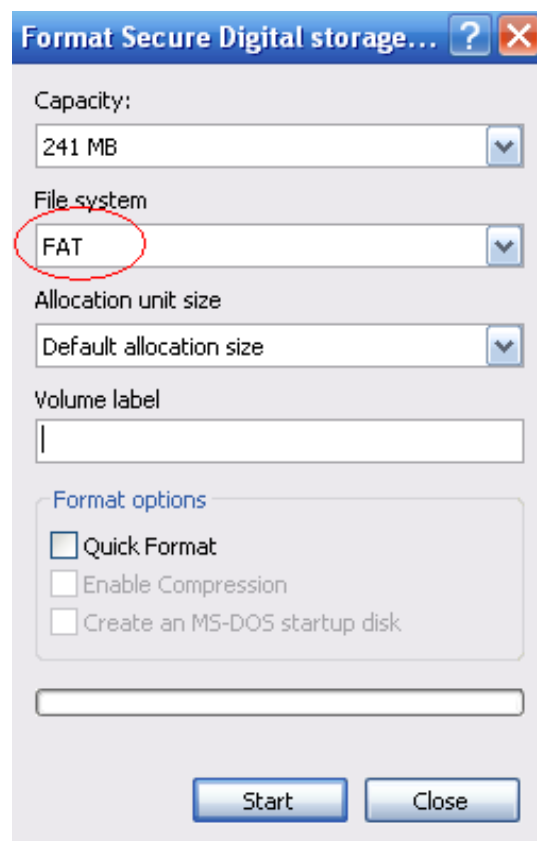 Format Secure Digital storage...
Capacity:
241 MB
File system
FAT
Allocation unit size
Default allocation size
Volume label
Format options
Quick Format
Enable Compression
Create an MS-DOS startup disk
Start Close